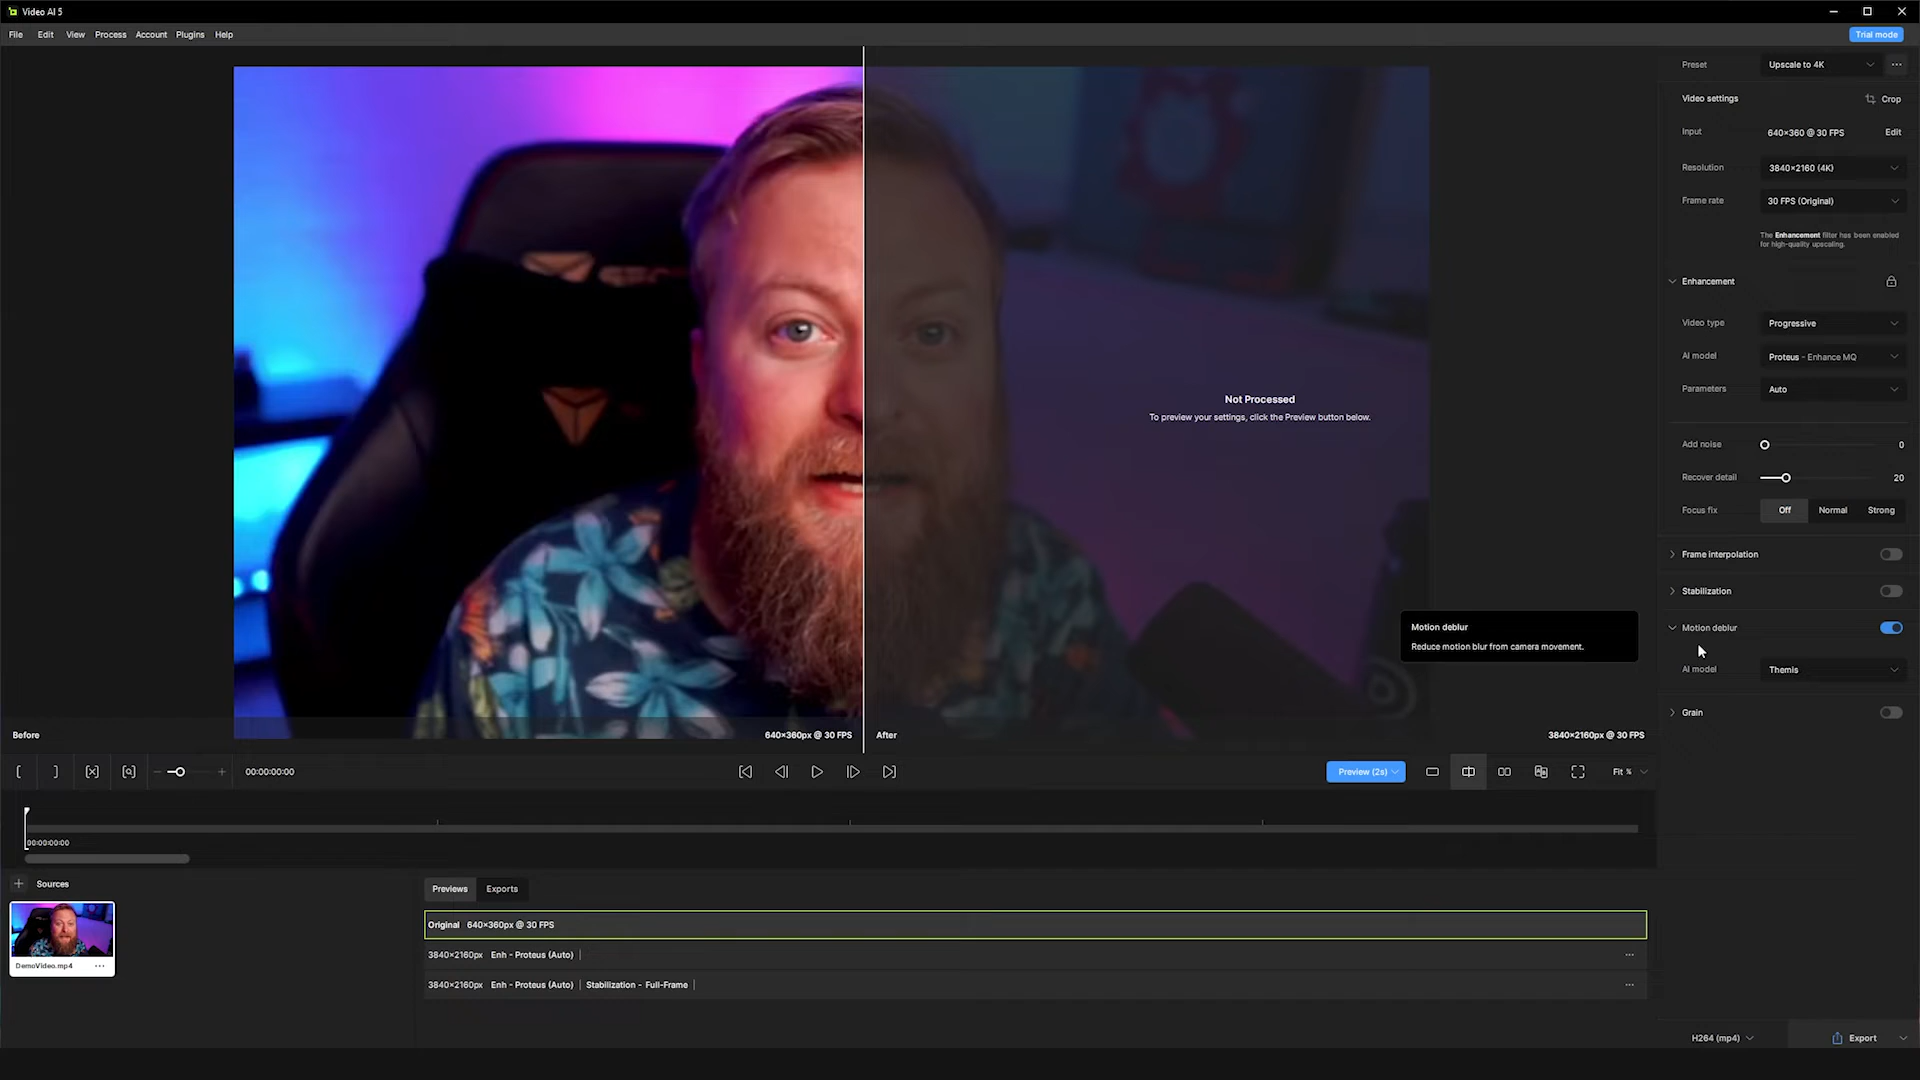 Video AI 5
File Edit View Process Account Plugins Help
Trial mode
Preset Upscale to 4K
Video settings Crop
Input 640×360 @ 30 FPS Edit
Resolution 3840×2160 (4K)
Frame rate 30 FPS (Original)
The Enhancement filter has been enabled
for high-quality upscaling.
Enhancement
Video type Progressive
AI model Proteus - Enhance MQ
Parameters Auto
Add noise 0
Recover detail 20
Focus fix Off Normal Strong
Frame interpolation
Stabilization
Motion deblur
AI model Themis
Grain
Not Processed
To preview your settings, click the Preview button below.
Motion deblur
Reduce motion blur from camera movement.
Before 640×360px @ 30 FPS After 3840×2160px @ 30 FPS
00:00:00:00 Preview (2s) Fit %
00:00:00:00
Sources
DemoVideo.mp4
Previews Exports
Original 640×360px @ 30 FPS
3840×2160px Enh - Proteus (Auto)
3840×2160px Enh - Proteus (Auto) Stabilization - Full-Frame
H264 (mp4) Export